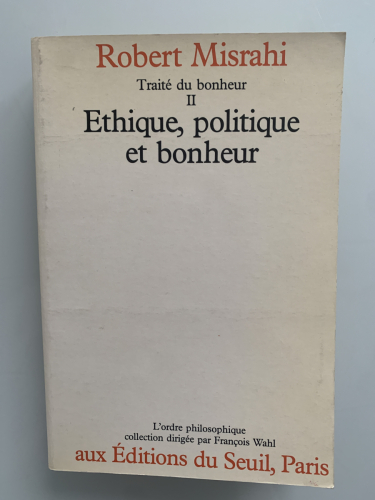 Robert Misrahi
Traité du bonheur
II
Ethique, politique
et bonheur
L'ordre philosophique
collection dirigée par François Wahl
aux Éditions du Seuil, Paris